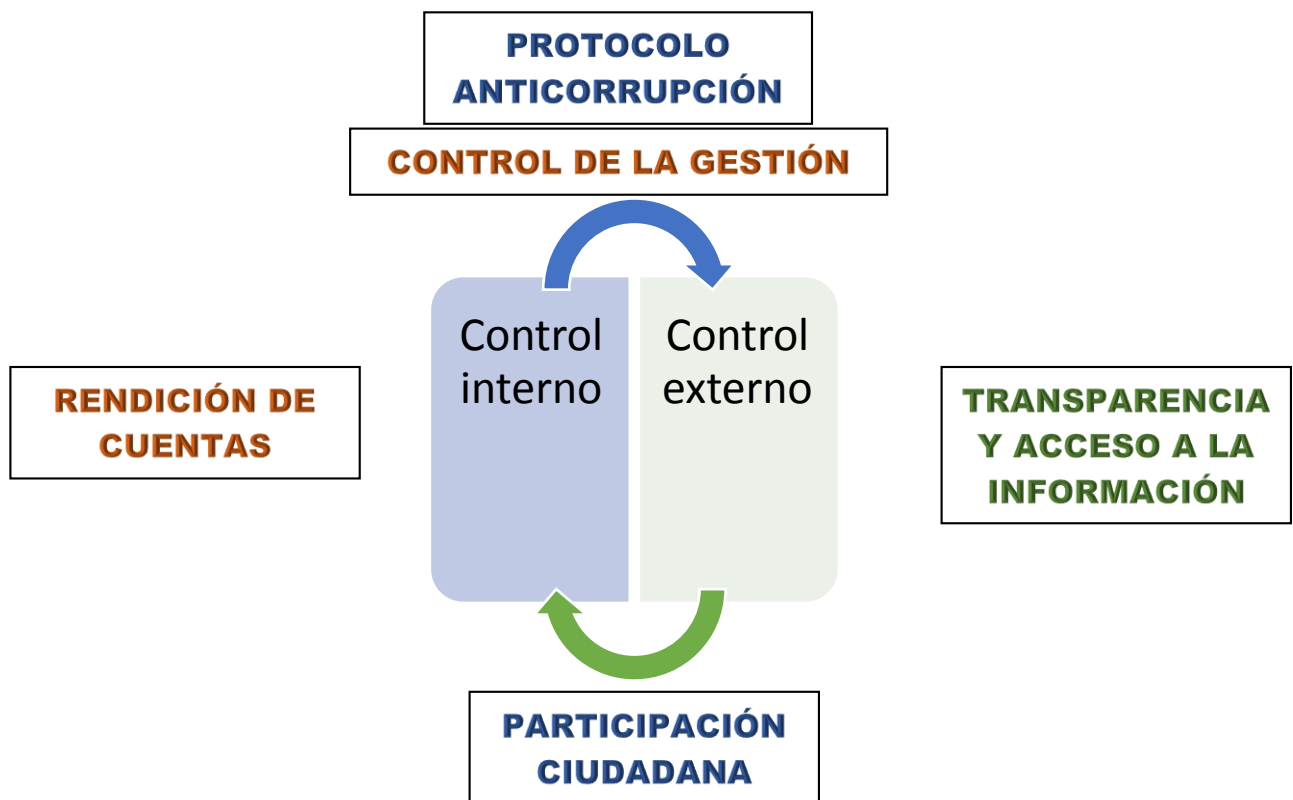 PROTOCOLO
ANTICORRUPCIÓN
CONTROL DE LA GESTIÓN
Control
interno
Control
externo
RENDICIÓN DE
CUENTAS
TRANSPARENCIA
Y ACCESO A LA
INFORMACIÓN
PARTICIPACIÓN
CIUDADANA